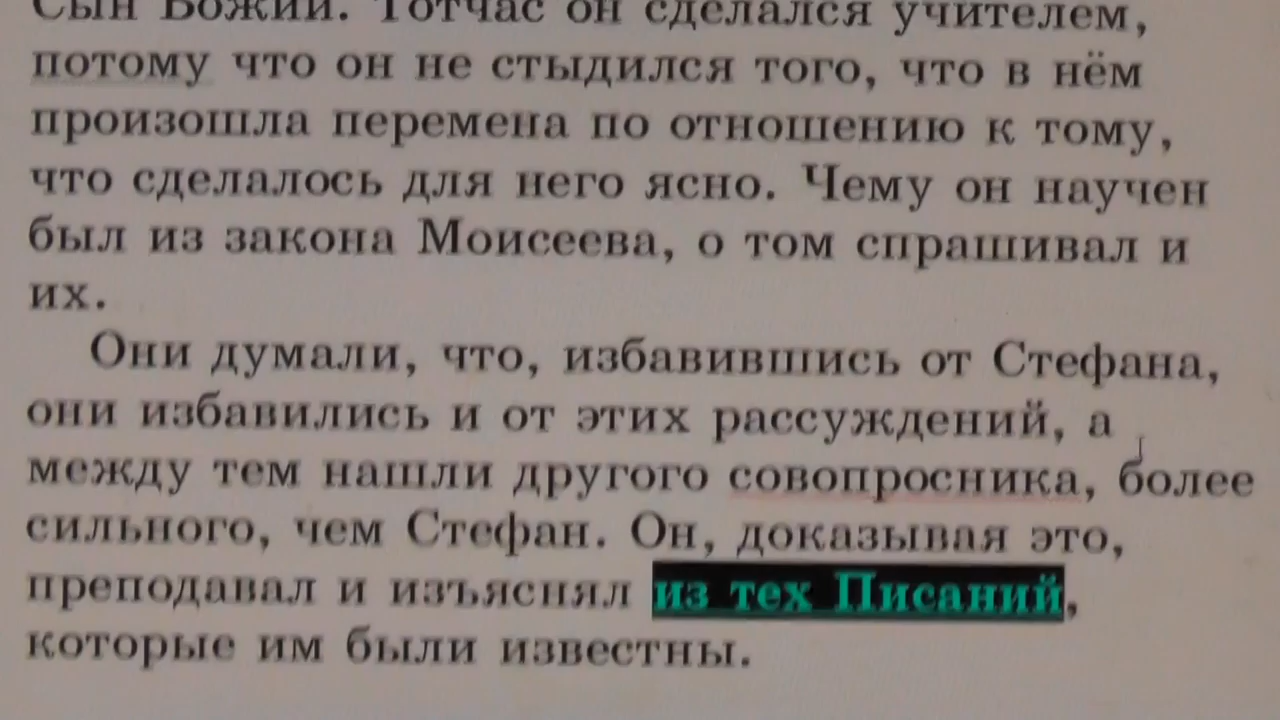 Сын Божий. Тотчас он сделался учителем,
потому что он не стыдился того, что в нём
произошла перемена по отношению к тому,
что сделалось для него ясно. Чему он научен
был из закона Моисеева, о том спрашивал и
их.
Они думали, что, избавившись от Стефана,
они избавились и от этих рассуждений, а
между тем нашли другого совопросника, более
сильного, чем Стефан. Он, доказывая это,
преподавал и изъяснял из тех Писаний,
которые им были известны.